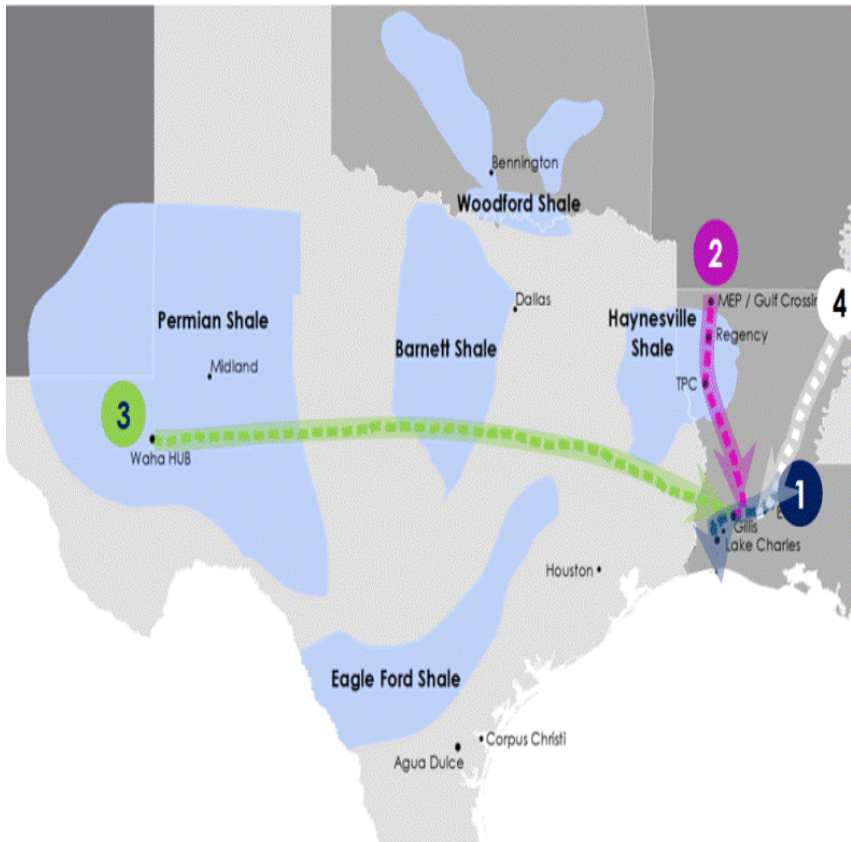 Bennington
Woodford Shale
2
4
MEP / Gulf Crossin
Dallas
Haynesville
Shale
Permian Shale
Regency
Barnett Shale
Midland
TPC
3
Waha HUB
1
E
Gillis
Lake Charles
Houston
Eagle Ford Shale
Corpus Christi
Agua Dulce